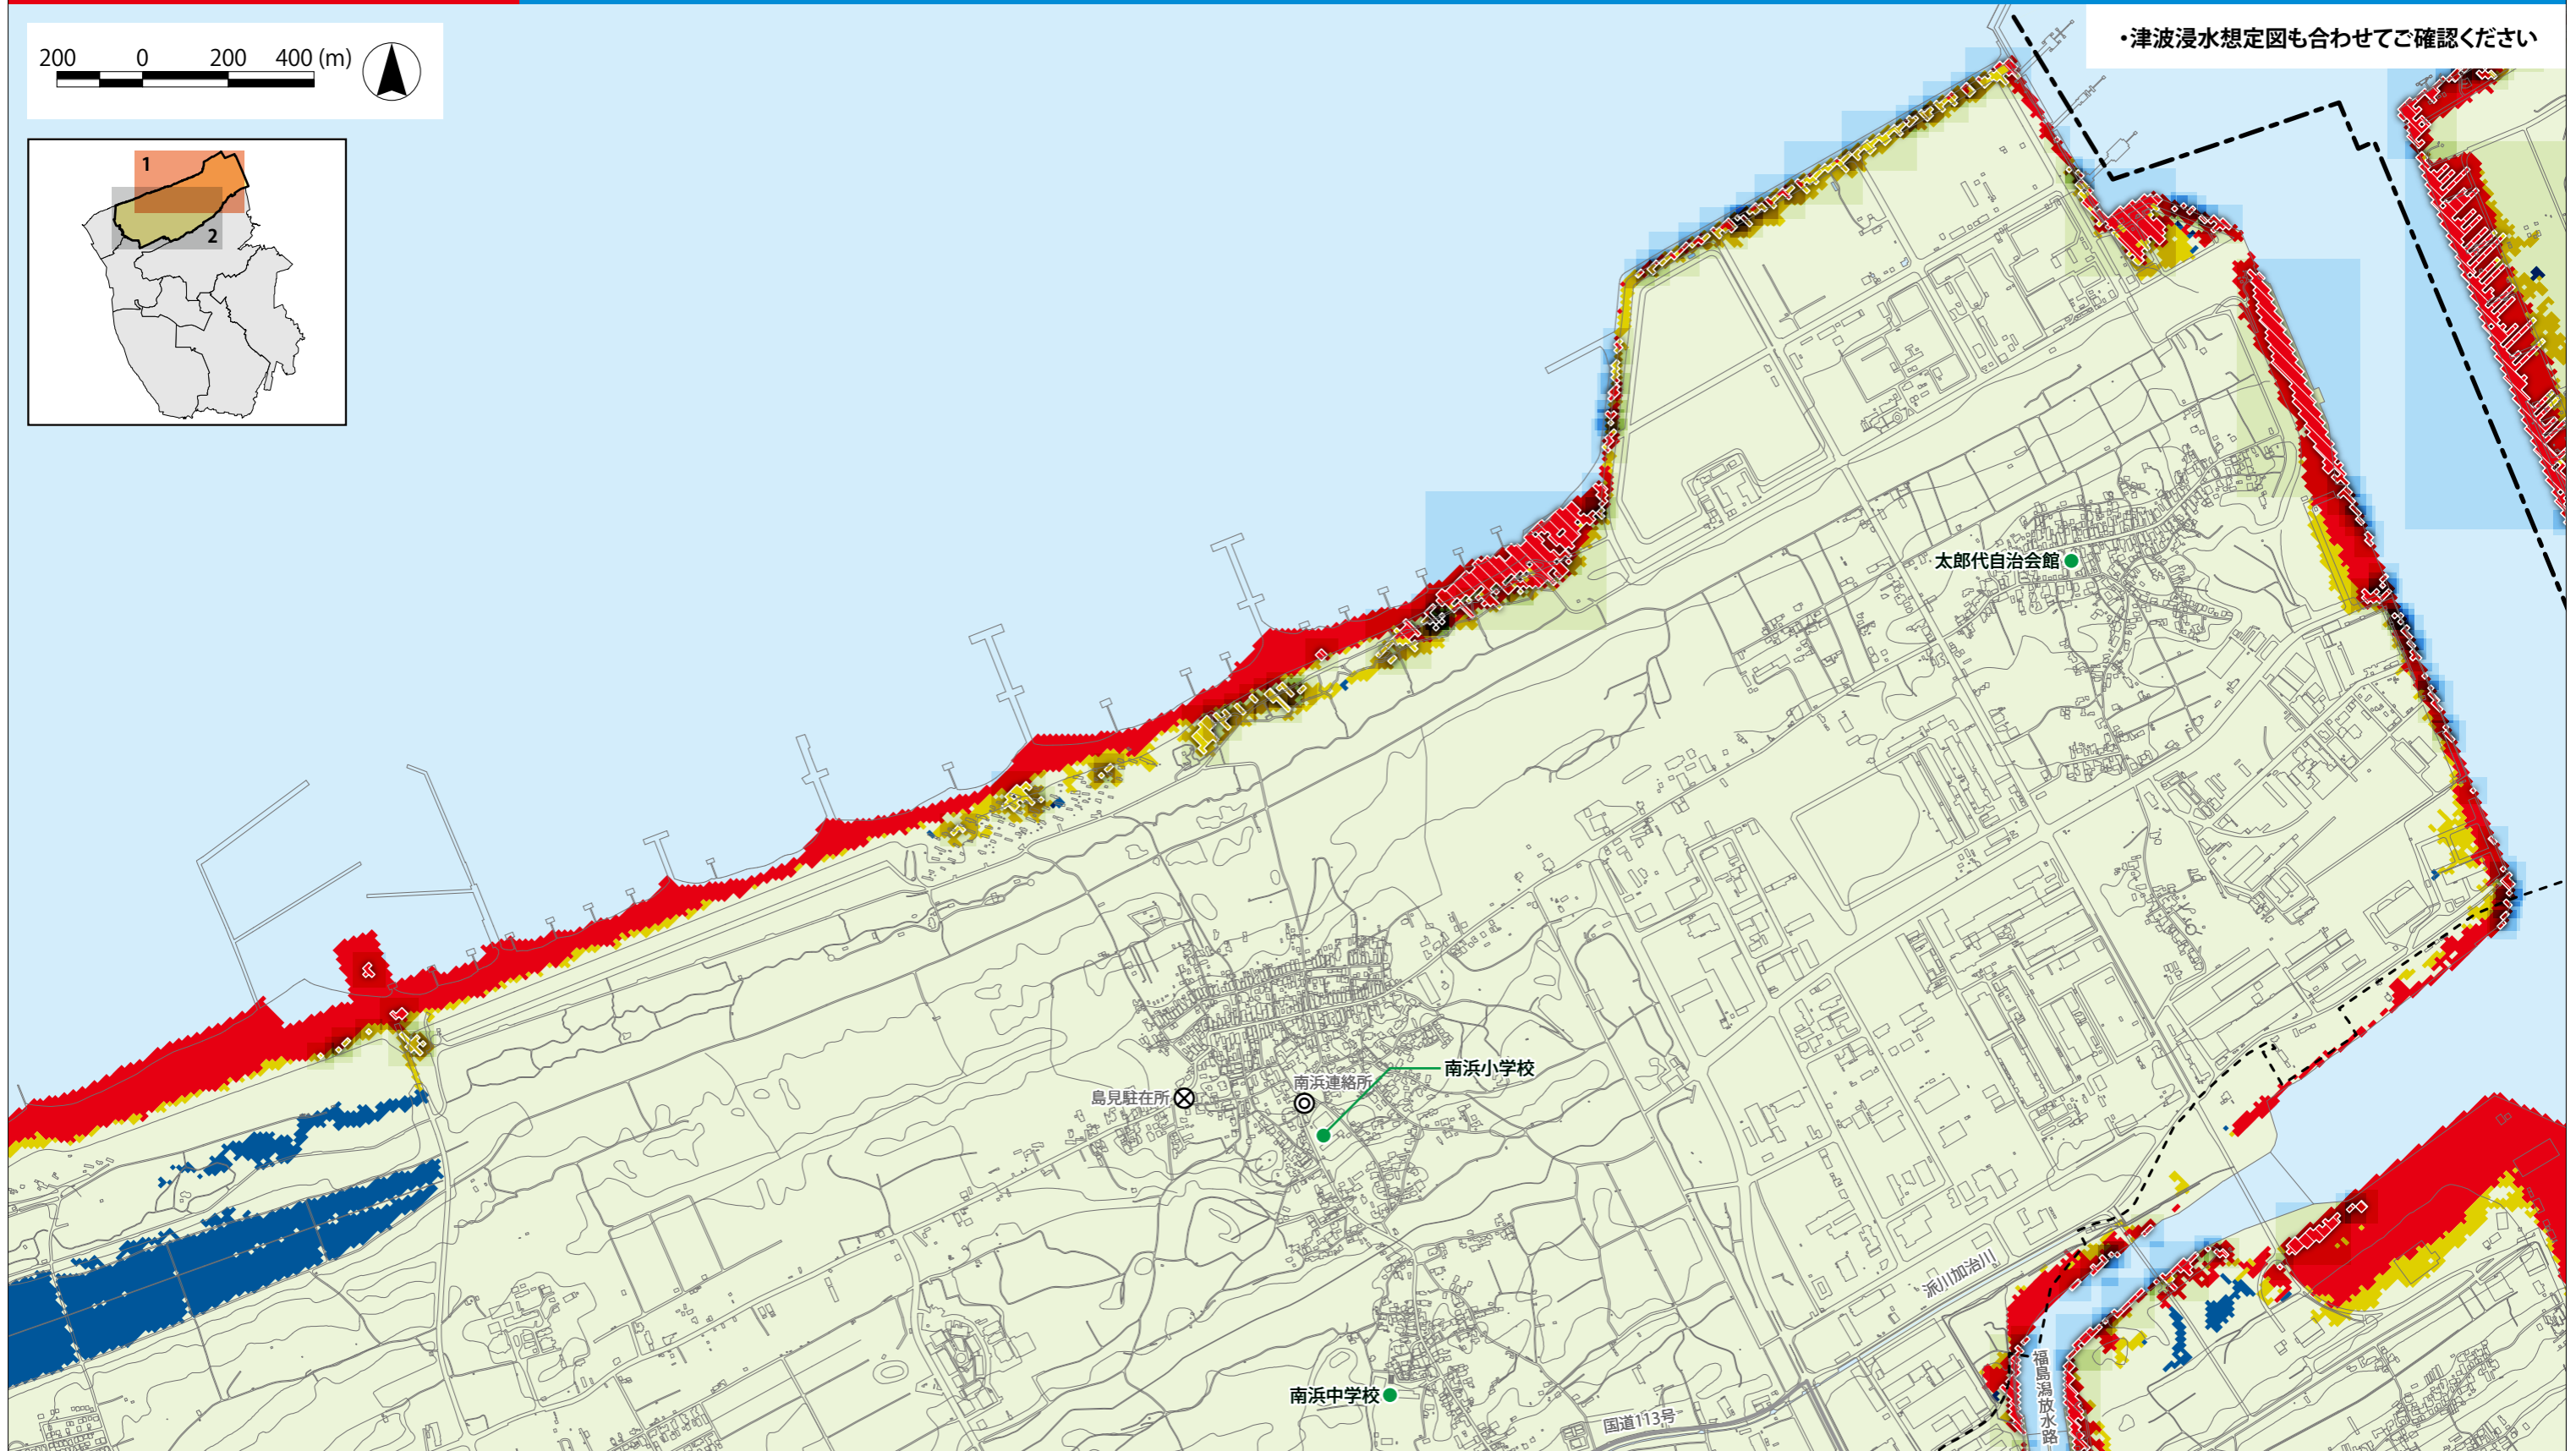 200 0 200 400 (m)
・津波浸水想定図も合わせてご確認ください
1
2
太郎代自治会館
南浜小学校
南浜連絡所
島見駐在所
派川加治川
福島潟放水路
南浜中学校
国道113号